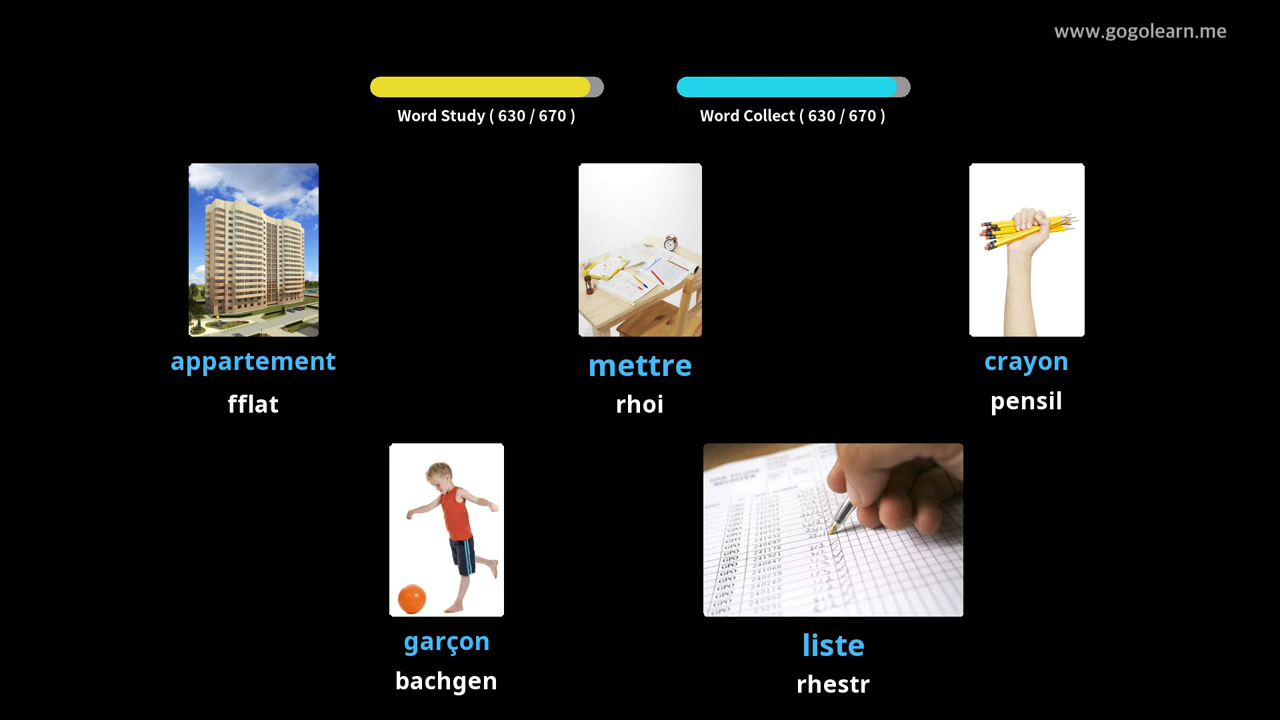 www.gogolearn.me
Word Study ( 630 / 670 )
Word Collect ( 630 / 670 )
appartement
fflat
mettre
rhoi
crayon
pensil
garçon
bachgen
liste
rhestr